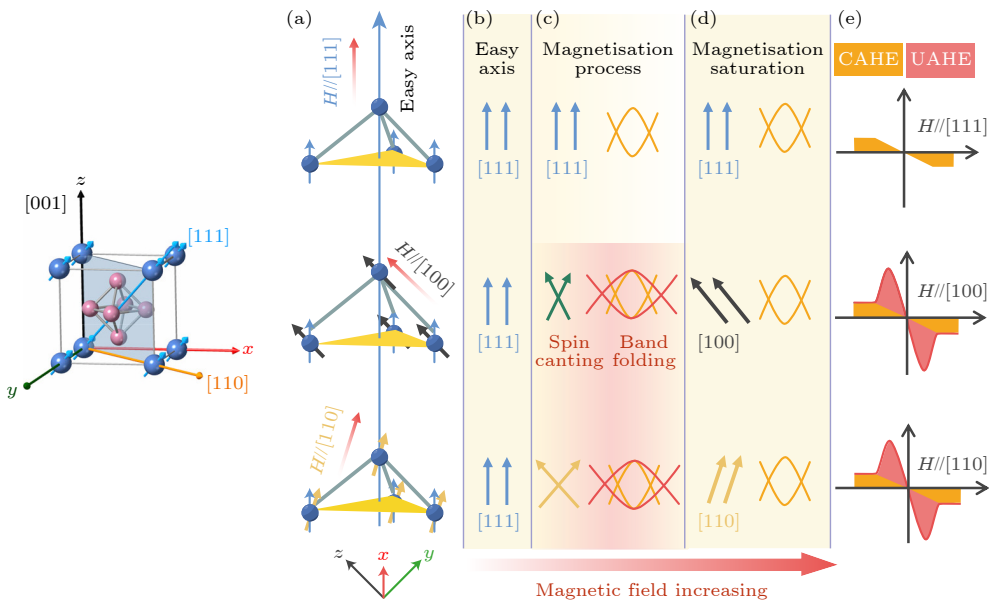 (a)
(b)
(c)
(d)
(e)
H//[111]
Easy axis
Easy
axis
Magnetisation
process
Magnetisation
saturation
CAHE
UAHE
[111]
[111]
[111]
H//[111]
z
[001]
[111]
x
y
[110]
H//[100]
[111]
Spin
canting
Band
folding
[100]
H//[100]
H//[110]
[111]
[110]
H//[110]
z
x
y
Magnetic field increasing